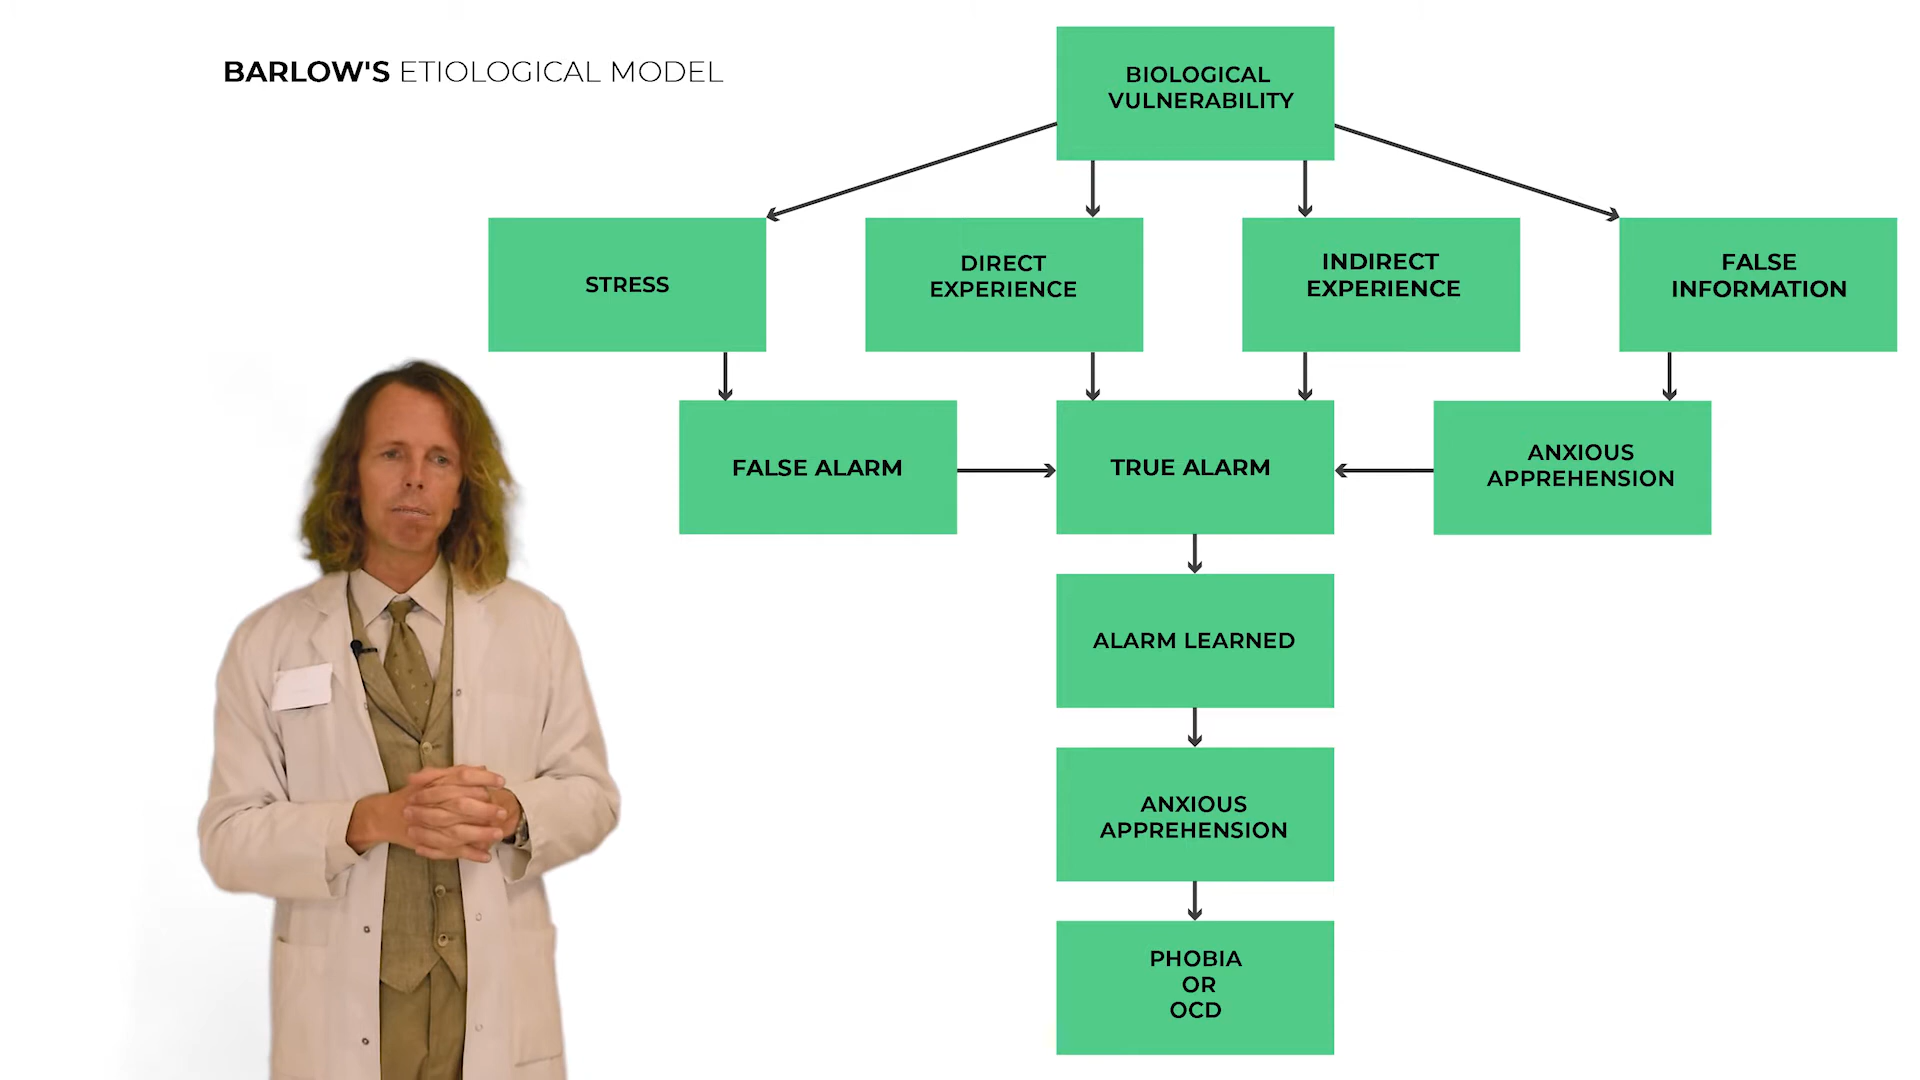 BARLOW'S ETIOLOGICAL MODEL
BIOLOGICAL
VULNERABILITY
STRESS
DIRECT
EXPERIENCE
INDIRECT
EXPERIENCE
FALSE
INFORMATION
FALSE ALARM
TRUE ALARM
ANXIOUS
APPREHENSION
ALARM LEARNED
ANXIOUS
APPREHENSION
PHOBIA
OR
OCD